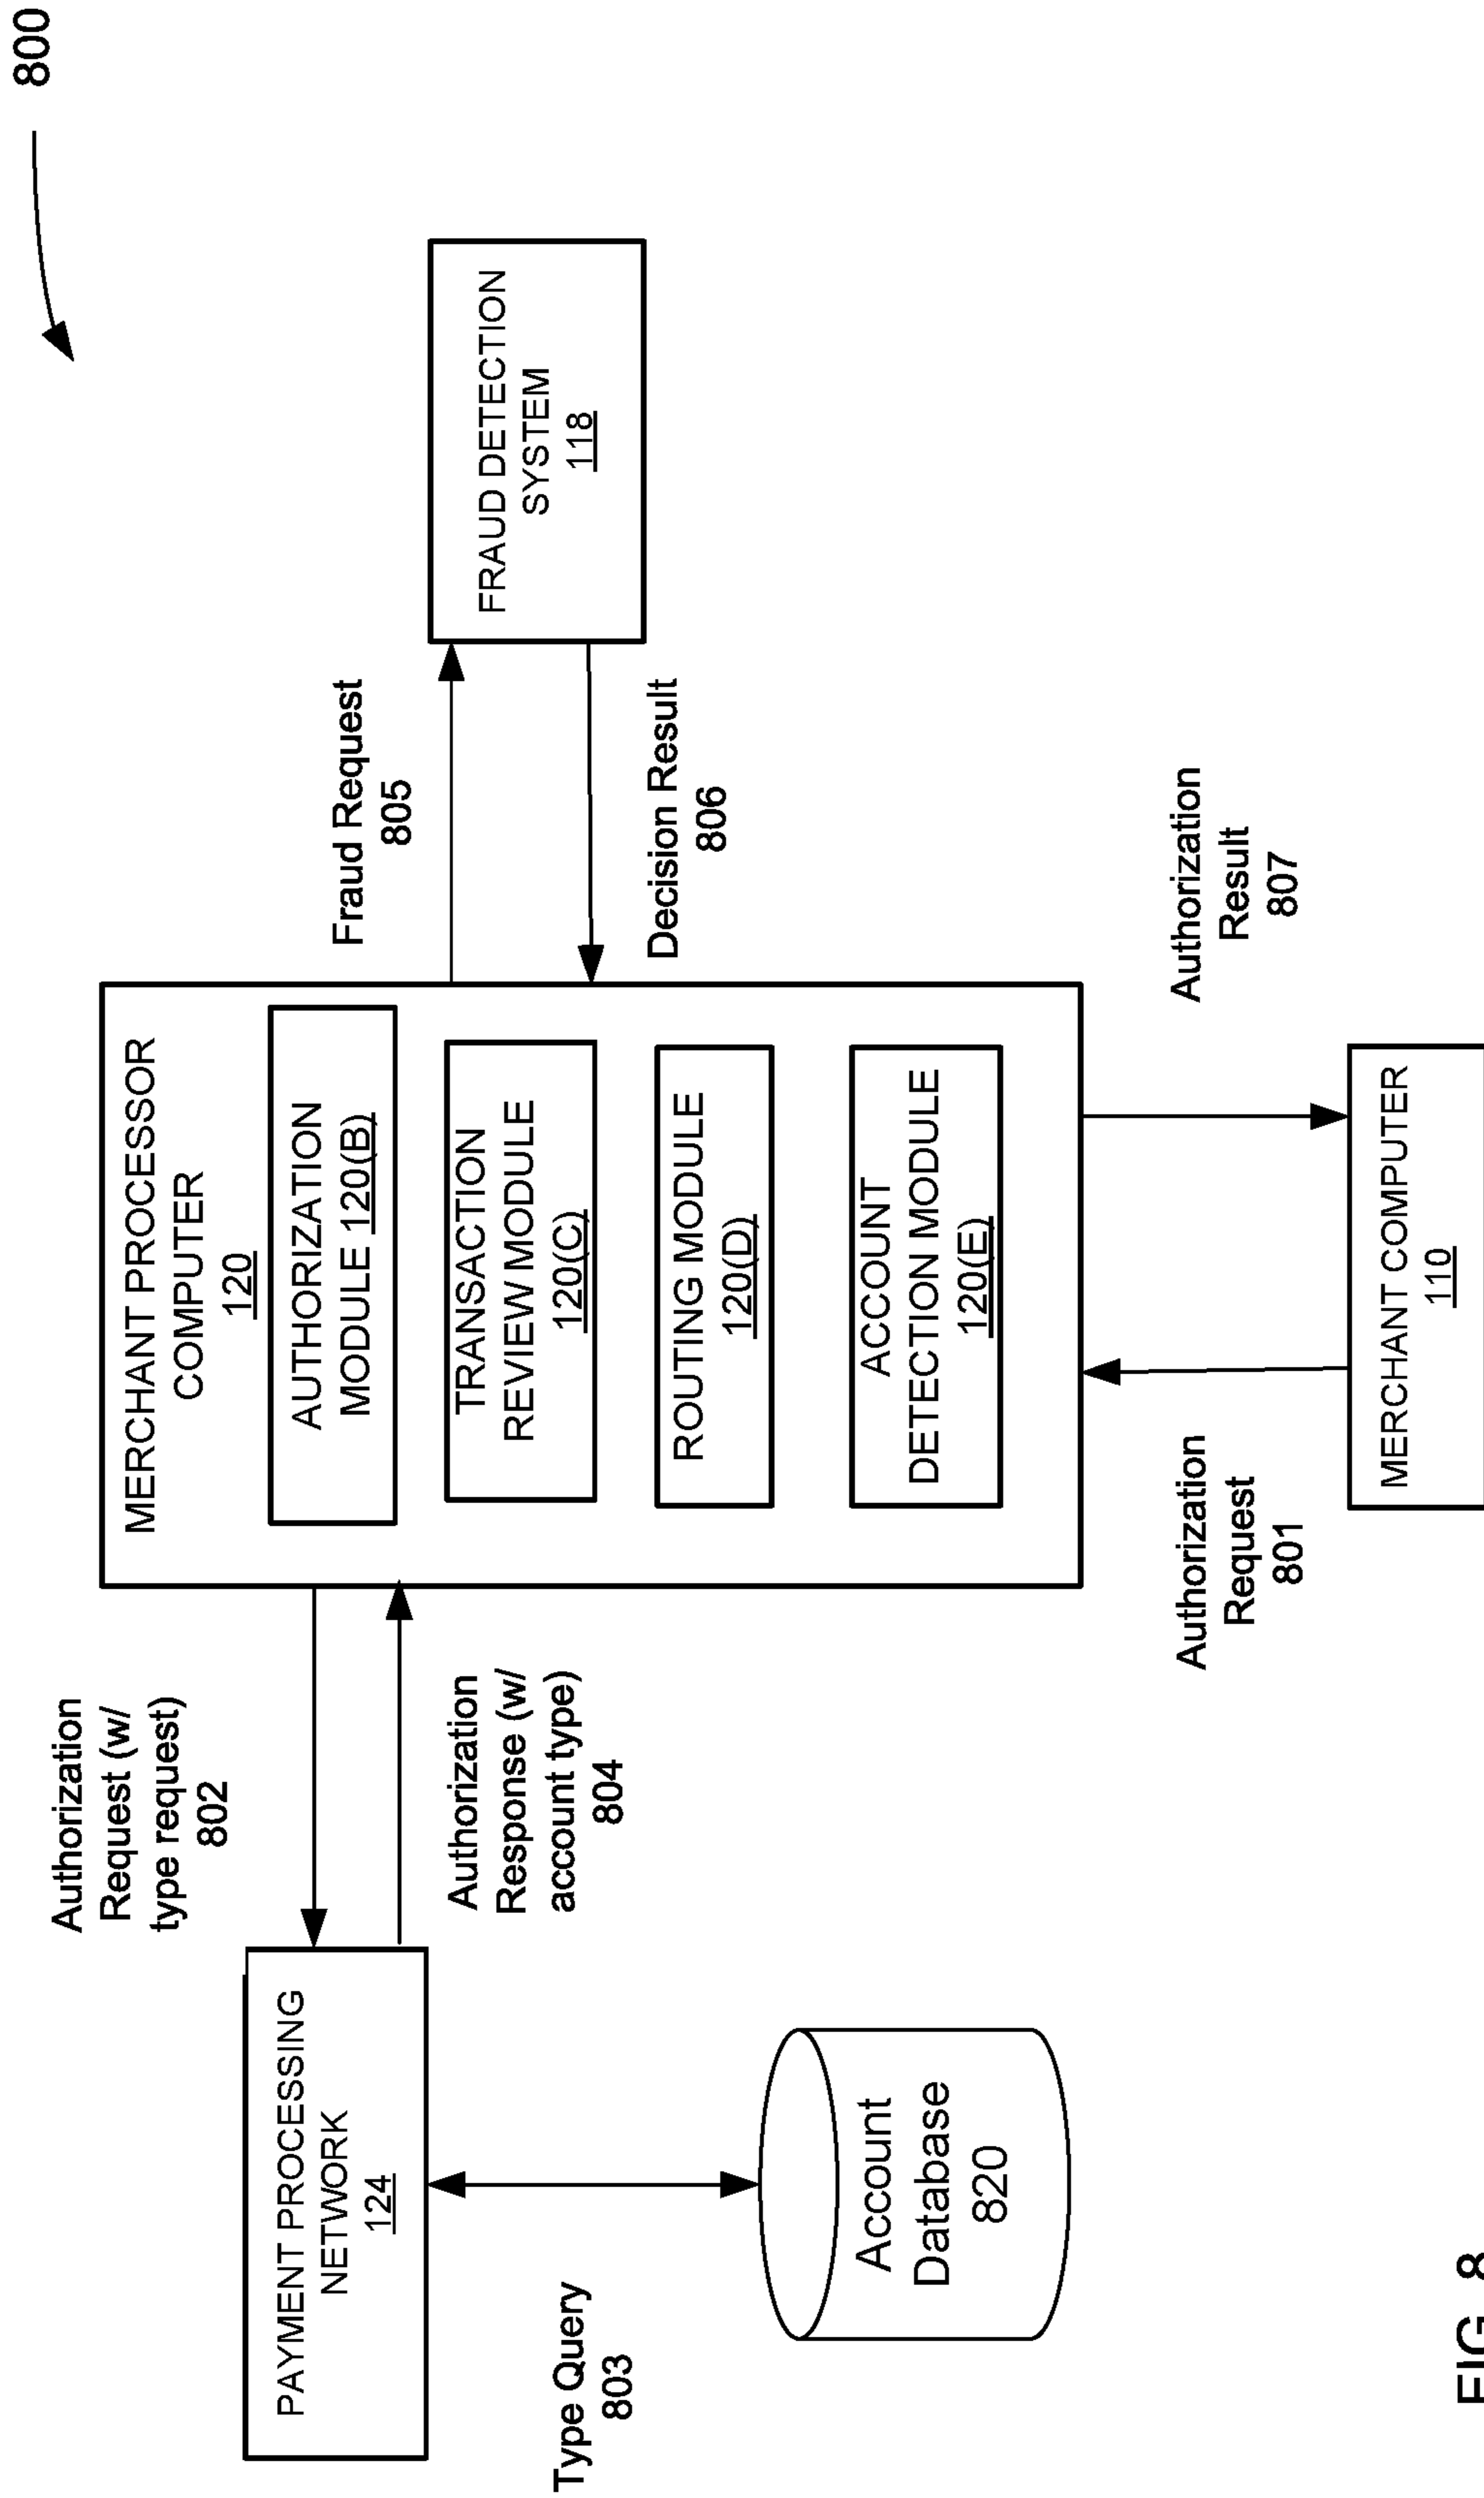 800
Authorization
Request (w/
type request)
802
PAYMENT PROCESSING
NETWORK
124
Authorization
Response (w/
account type)
804
Type Query
803
Account
Database
820
MERCHANT PROCESSOR
COMPUTER
120
AUTHORIZATION
MODULE 120(B)
TRANSACTION
REVIEW MODULE
120(C)
ROUTING MODULE
120(D)
ACCOUNT
DETECTION MODULE
120(E)
Fraud Request
805
FRAUD DETECTION
SYSTEM
118
Decision Result
806
Authorization
Request
801
Authorization
Result
807
MERCHANT COMPUTER
110
FIG. 8